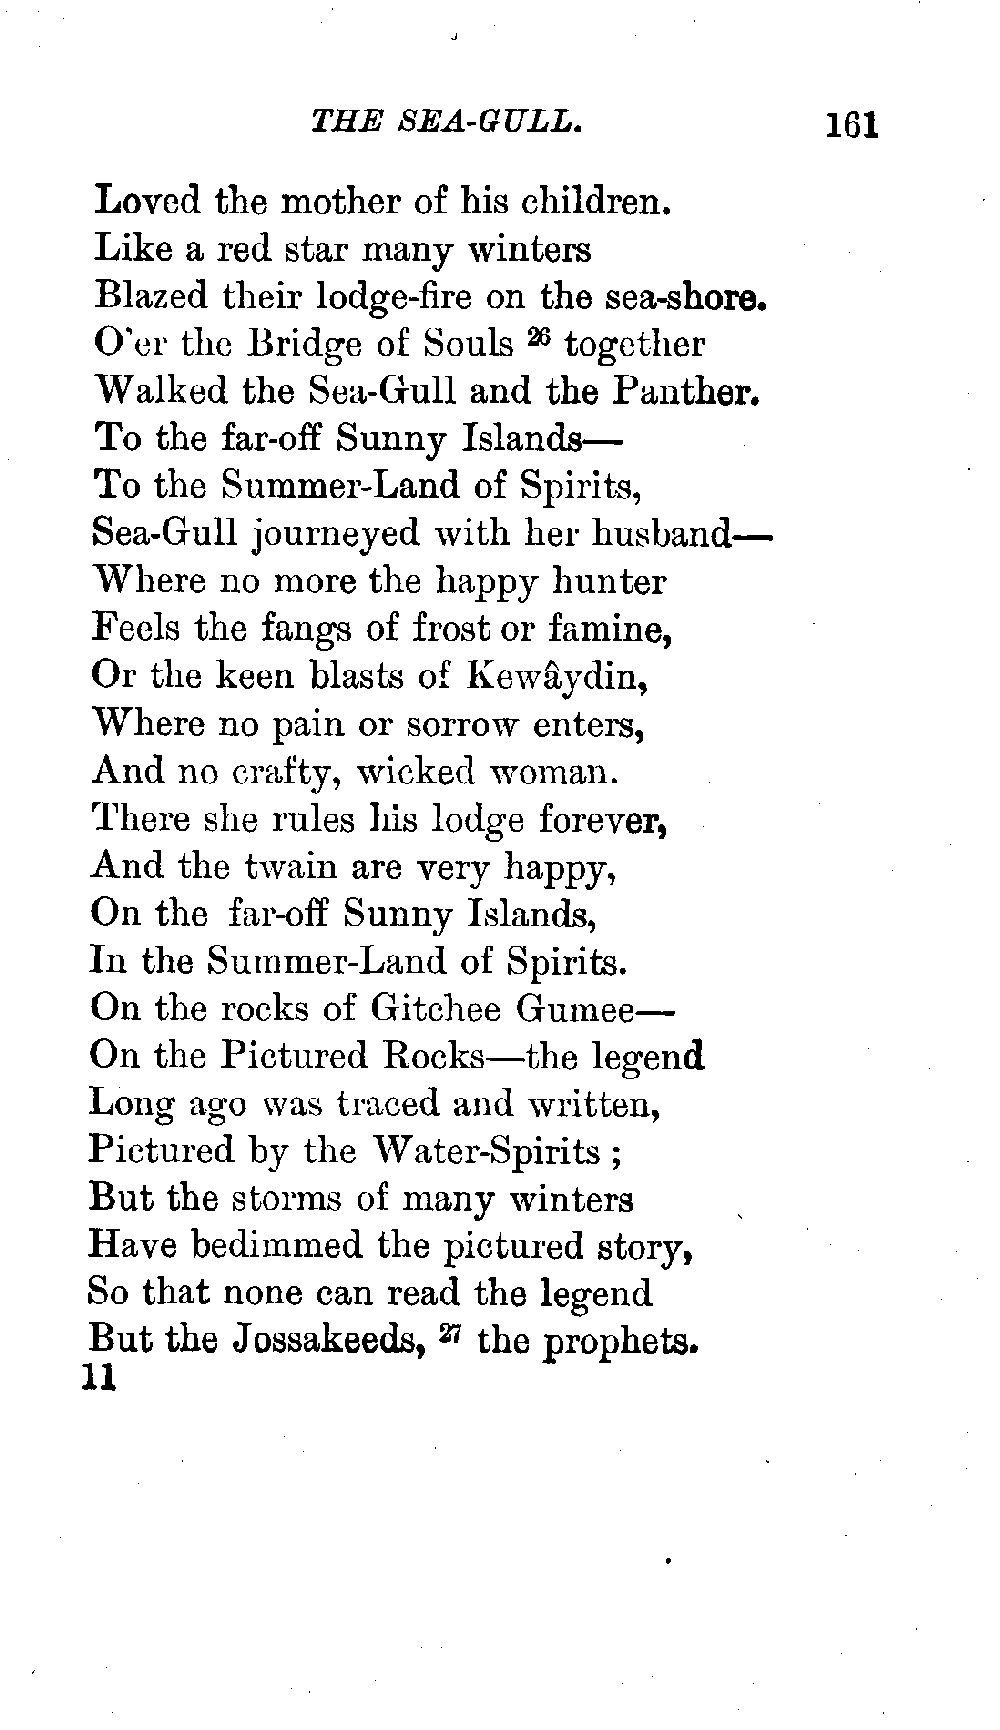 THE SEA-GULL. 161
Loved the mother of his children.
Like a red star many winters
Blazed their lodge-fire on the sea-shore.
O'er the Bridge of Souls ²⁶ together
Walked the Sea-Gull and the Panther.
To the far-off Sunny Islands—
To the Summer-Land of Spirits,
Sea-Gull journeyed with her husband—
Where no more the happy hunter
Feels the fangs of frost or famine,
Or the keen blasts of Kewâydin,
Where no pain or sorrow enters,
And no crafty, wicked woman.
There she rules his lodge forever,
And the twain are very happy,
On the far-off Sunny Islands,
In the Summer-Land of Spirits.
On the rocks of Gitchee Gumee—
On the Pictured Rocks—the legend
Long ago was traced and written,
Pictured by the Water-Spirits ;
But the storms of many winters
Have bedimmed the pictured story,
So that none can read the legend
But the Jossakeeds, ²⁷ the prophets.
11